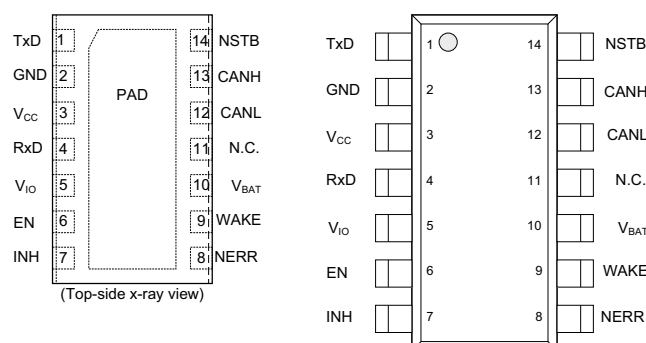 TxD 1 14 NSTB
GND 2 13 CANH
VCC 3 12 CANL
RxD 4 11 N.C.
VIO 5 10 VBAT
EN 6 9 WAKE
INH 7 8 NERR
PAD
(Top-side x-ray view)
TxD 1 14 NSTB
GND 2 13 CANH
VCC 3 12 CANL
RxD 4 11 N.C.
VIO 5 10 VBAT
EN 6 9 WAKE
INH 7 8 NERR